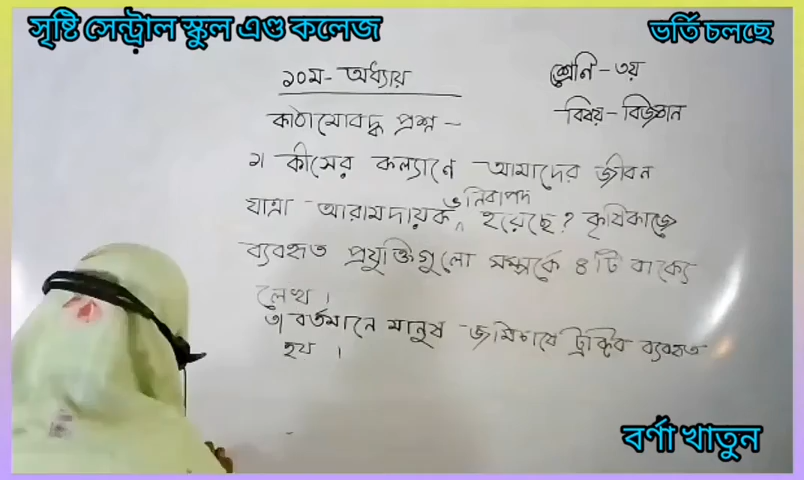 সৃষ্টি সেন্ট্রাল স্কুল এণ্ড কলেজ
ভর্তি চলছে
১০ম - অধ্যায়
শ্রেণি - ৩য়
বিষয় - বিজ্ঞান
কাঠামোবদ্ধ প্রশ্ন -
১। কীসের কল্যানে আমাদের জীবন
যাত্রা আরামদায়ক ও নিরাপদ হয়েছে? কৃষিকাজে
ব্যবহৃত প্রযুক্তিগুলো সম্পর্কে ৪টি বাক্যে
লেখ।
উ। বর্তমানে মানুষ জমিচাষে ট্রাক্টর ব্যবহৃত
হয়।
বর্ণা খাতুন